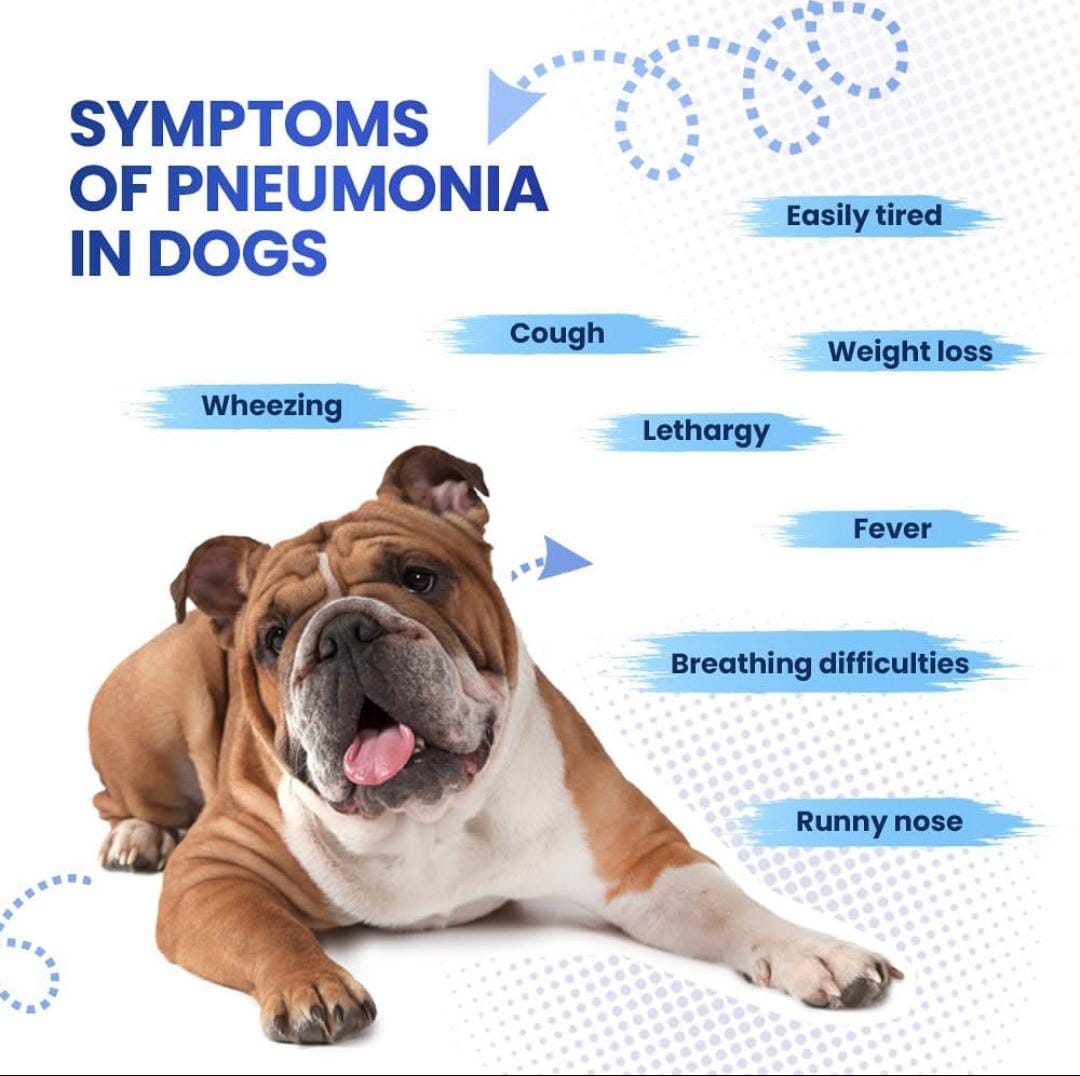 SYMPTOMS
OF PNEUMONIA
IN DOGS
Easily tired
Cough
Weight loss
Wheezing
Lethargy
Fever
Breathing difficulties
Runny nose